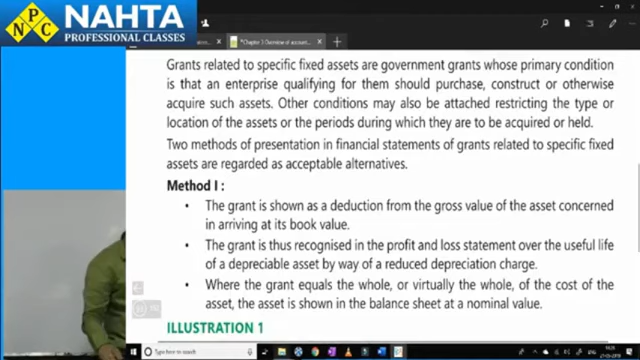 NAHTA
NPC
PROFESSIONAL CLASSES
*Chapter 3 Overview of account...
Grants related to specific fixed assets are government grants whose primary condition
is that an enterprise qualifying for them should purchase, construct or otherwise
acquire such assets. Other conditions may also be attached restricting the type or
location of the assets or the periods during which they are to be acquired or held.
Two methods of presentation in financial statements of grants related to specific fixed
assets are regarded as acceptable alternatives.
Method I :
• The grant is shown as a deduction from the gross value of the asset concerned
in arriving at its book value.
• The grant is thus recognised in the profit and loss statement over the useful life
of a depreciable asset by way of a reduced depreciation charge.
• Where the grant equals the whole, or virtually the whole, of the cost of the
asset, the asset is shown in the balance sheet at a nominal value.
ILLUSTRATION 1
Type here to search